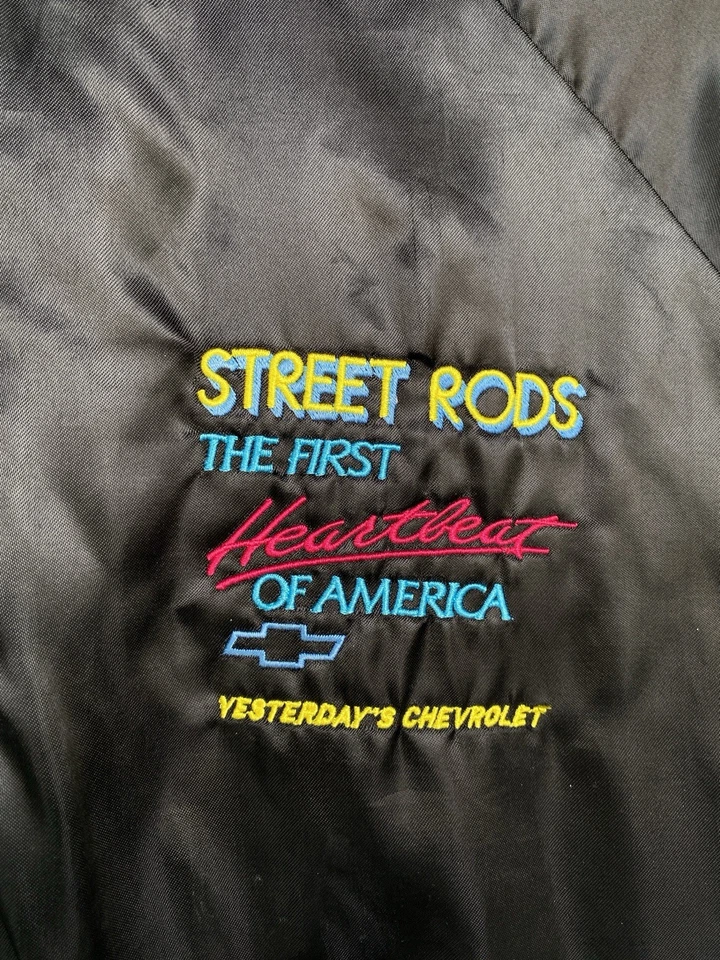 STREET RODS
THE FIRST
Heartbeat
OF AMERICA
YESTERDAY"S CHEVROLET